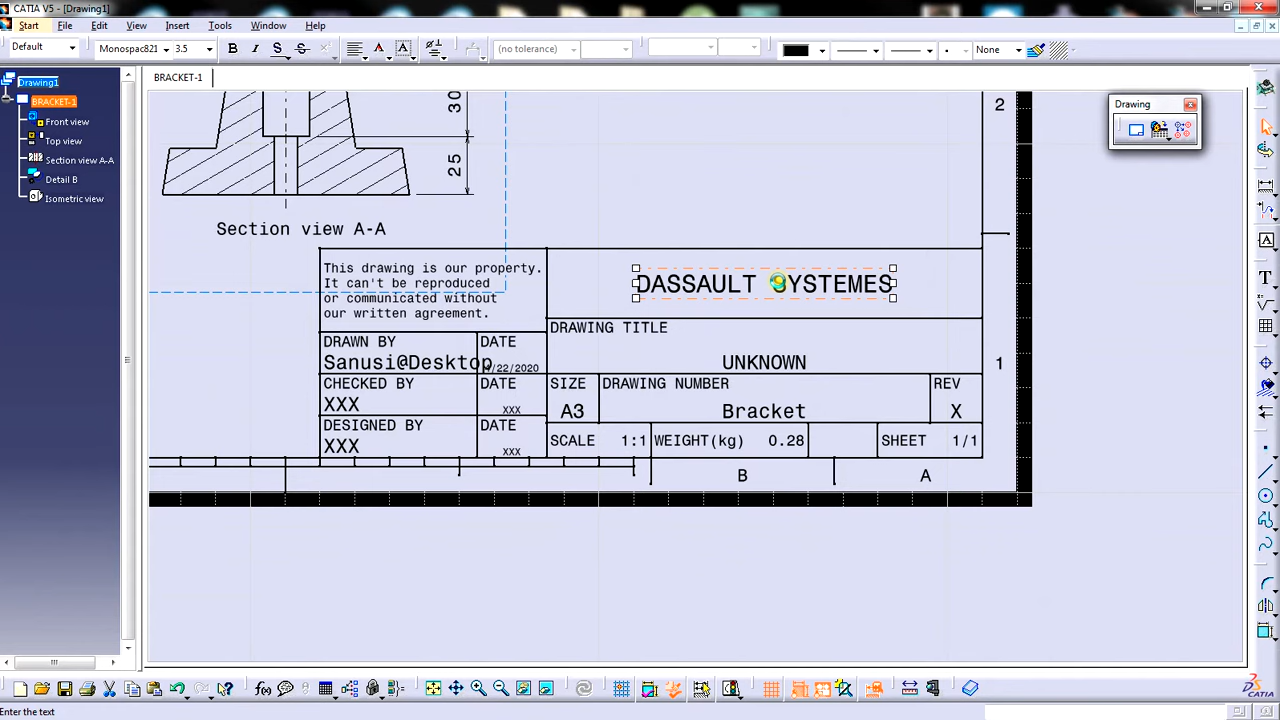 CATIA V5 - [Drawing1]
Start File Edit View Insert Tools Window Help
Default Monospac821 3.5 B I S S (no tolerance) None
Drawing1
BRACKET-1
Front view
Top view
Section view A-A
Detail B
Isometric view
BRACKET-1
Drawing
2
30
25
Section view A-A
This drawing is our property.
It can't be reproduced
or communicated without
our written agreement.
DASSAULT SYSTEMES
DRAWING TITLE
UNKNOWN
DRAWN BY DATE
Sanusi@Desktop /22/2020
1
CHECKED BY DATE
XXX XXX
SIZE DRAWING NUMBER REV
A3 Bracket X
DESIGNED BY DATE
XXX XXX
SCALE 1:1 WEIGHT(kg) 0.28 SHEET 1/1
B A
CATIA
Enter the text